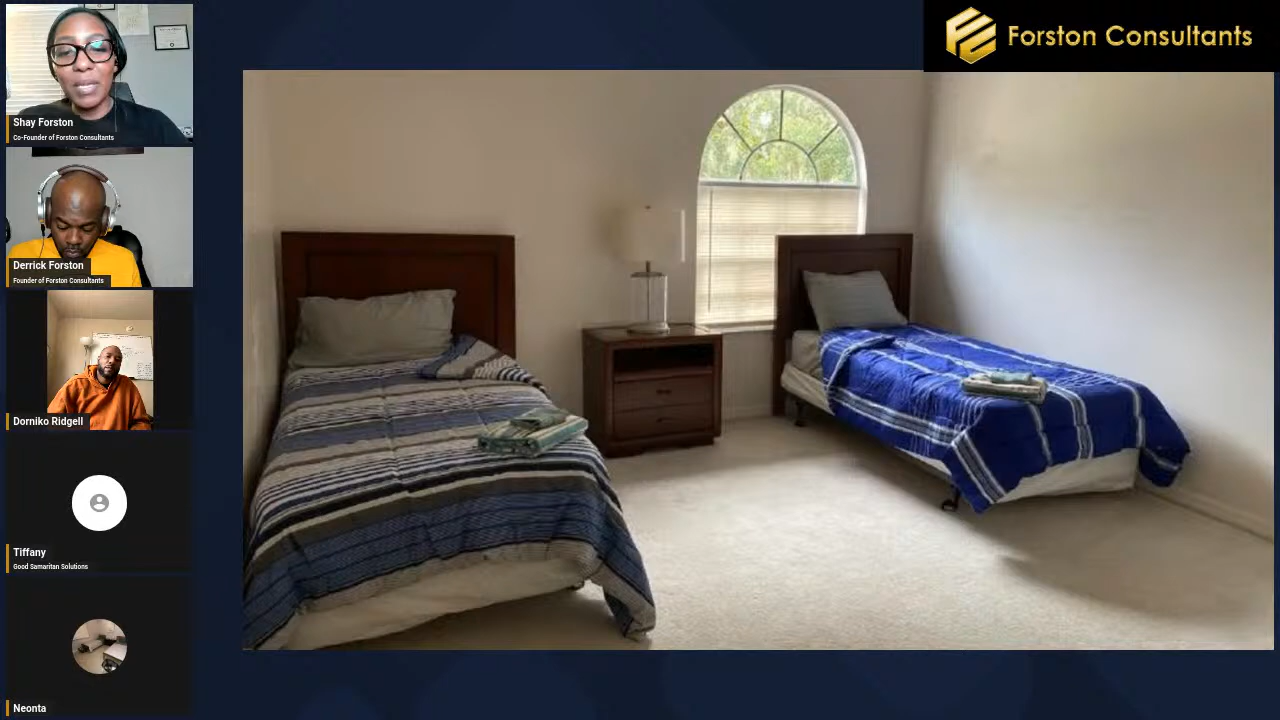 Forston Consultants
Shay Forston
Co-Founder of Forston Consultants
Derrick Forston
Founder of Forston Consultants
Dorniko Ridgell
Tiffany
Good Samaritan Solutions
Neonta